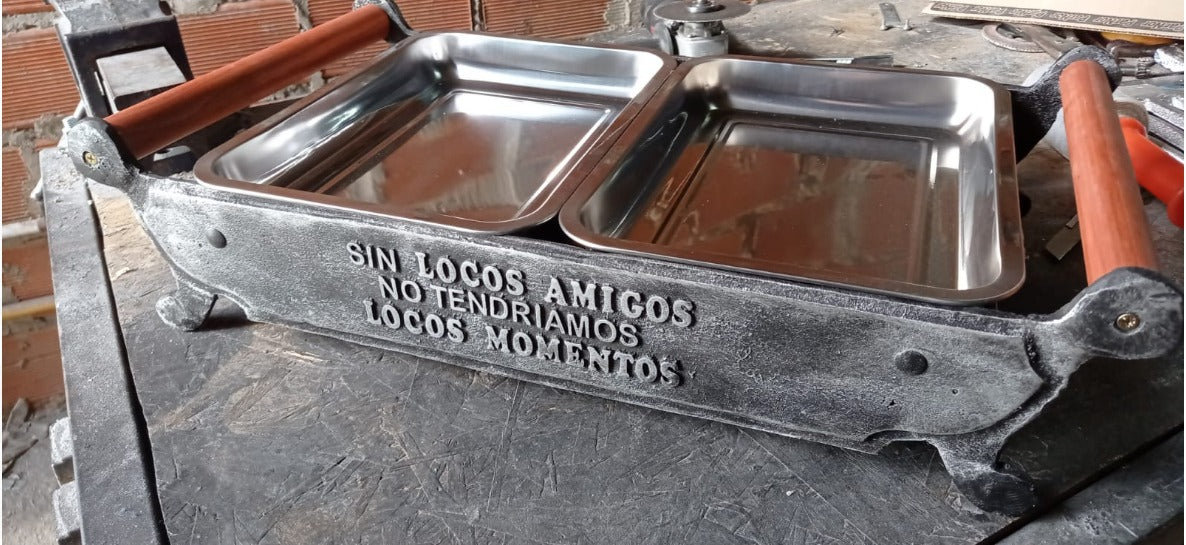 SIN LOCOS AMIGOS
NO TENDRIAMOS
LOCOS MOMENTOS